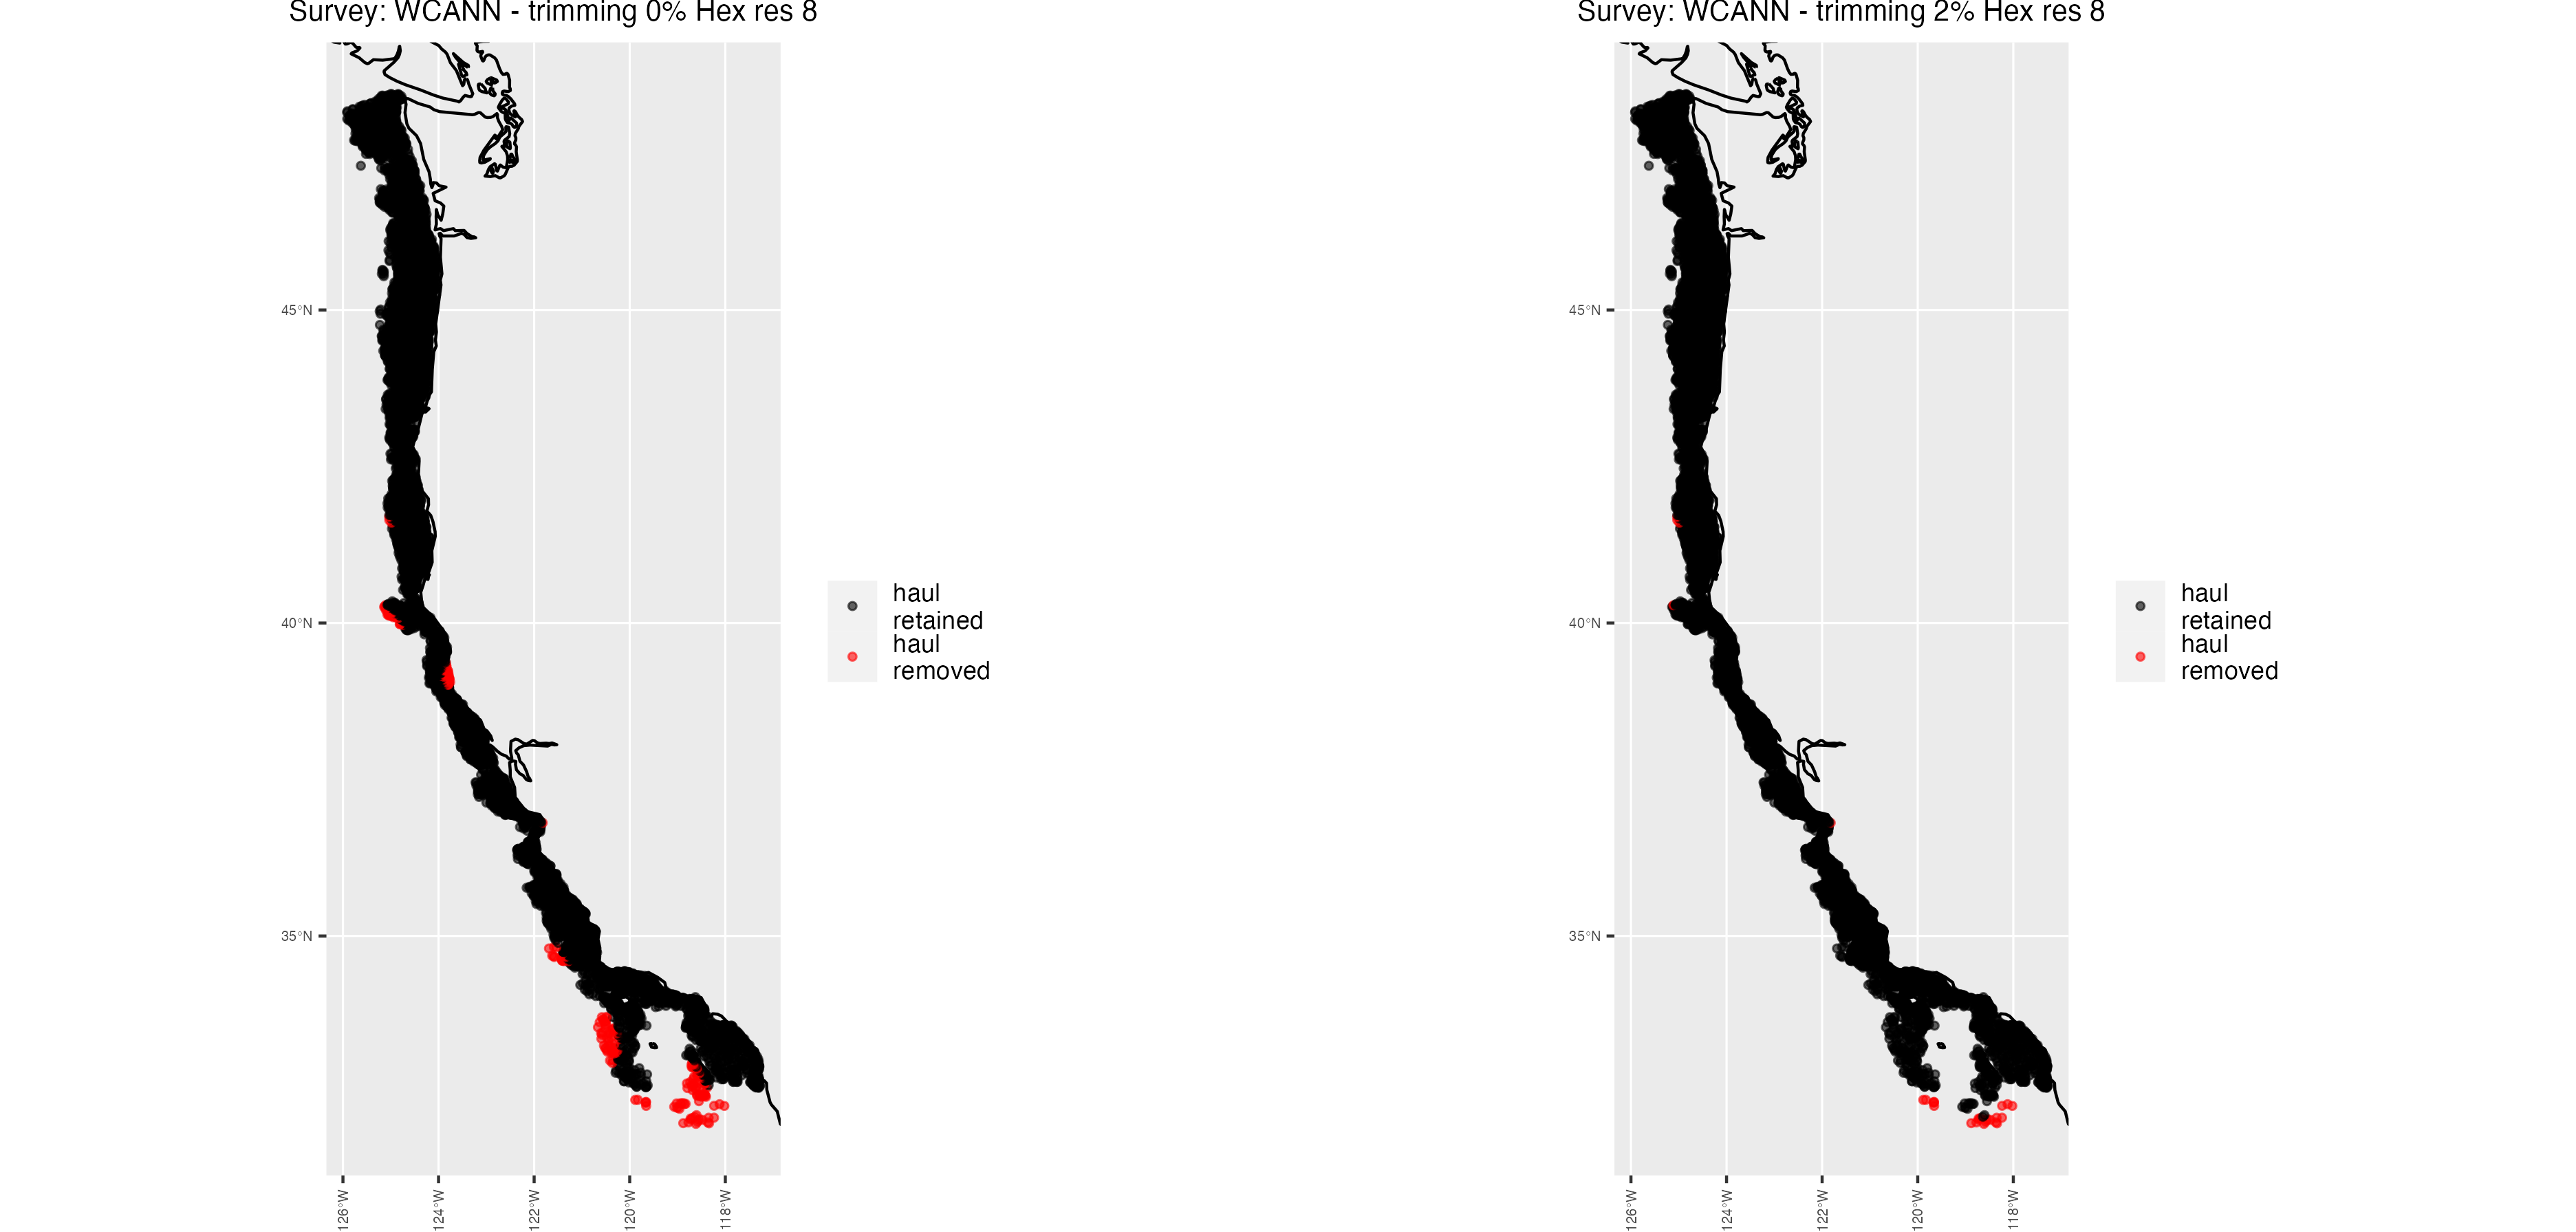 Survey: WCANN - trimming 0% Hex res 8
45°N
40°N
35°N
126°W
124°W
122°W
120°W
118°W
haul
retained
haul
removed
Survey: WCANN - trimming 2% Hex res 8
45°N
40°N
35°N
126°W
124°W
122°W
120°W
118°W
haul
retained
haul
removed